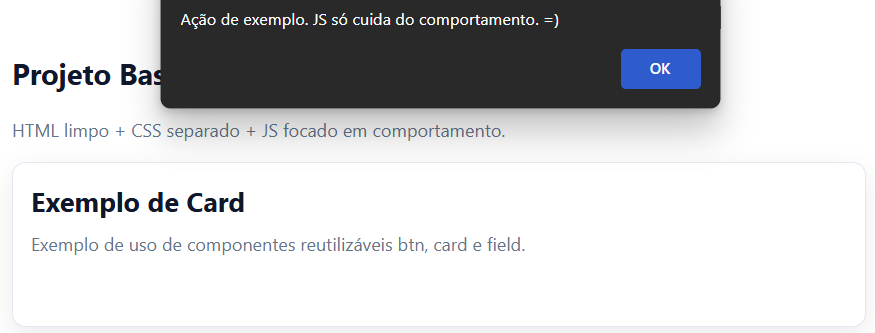 Ação de exemplo. JS só cuida do comportamento. =)
OK
Projeto Bas
HTML limpo + CSS separado + JS focado em comportamento.
Exemplo de Card
Exemplo de uso de componentes reutilizáveis btn, card e field.